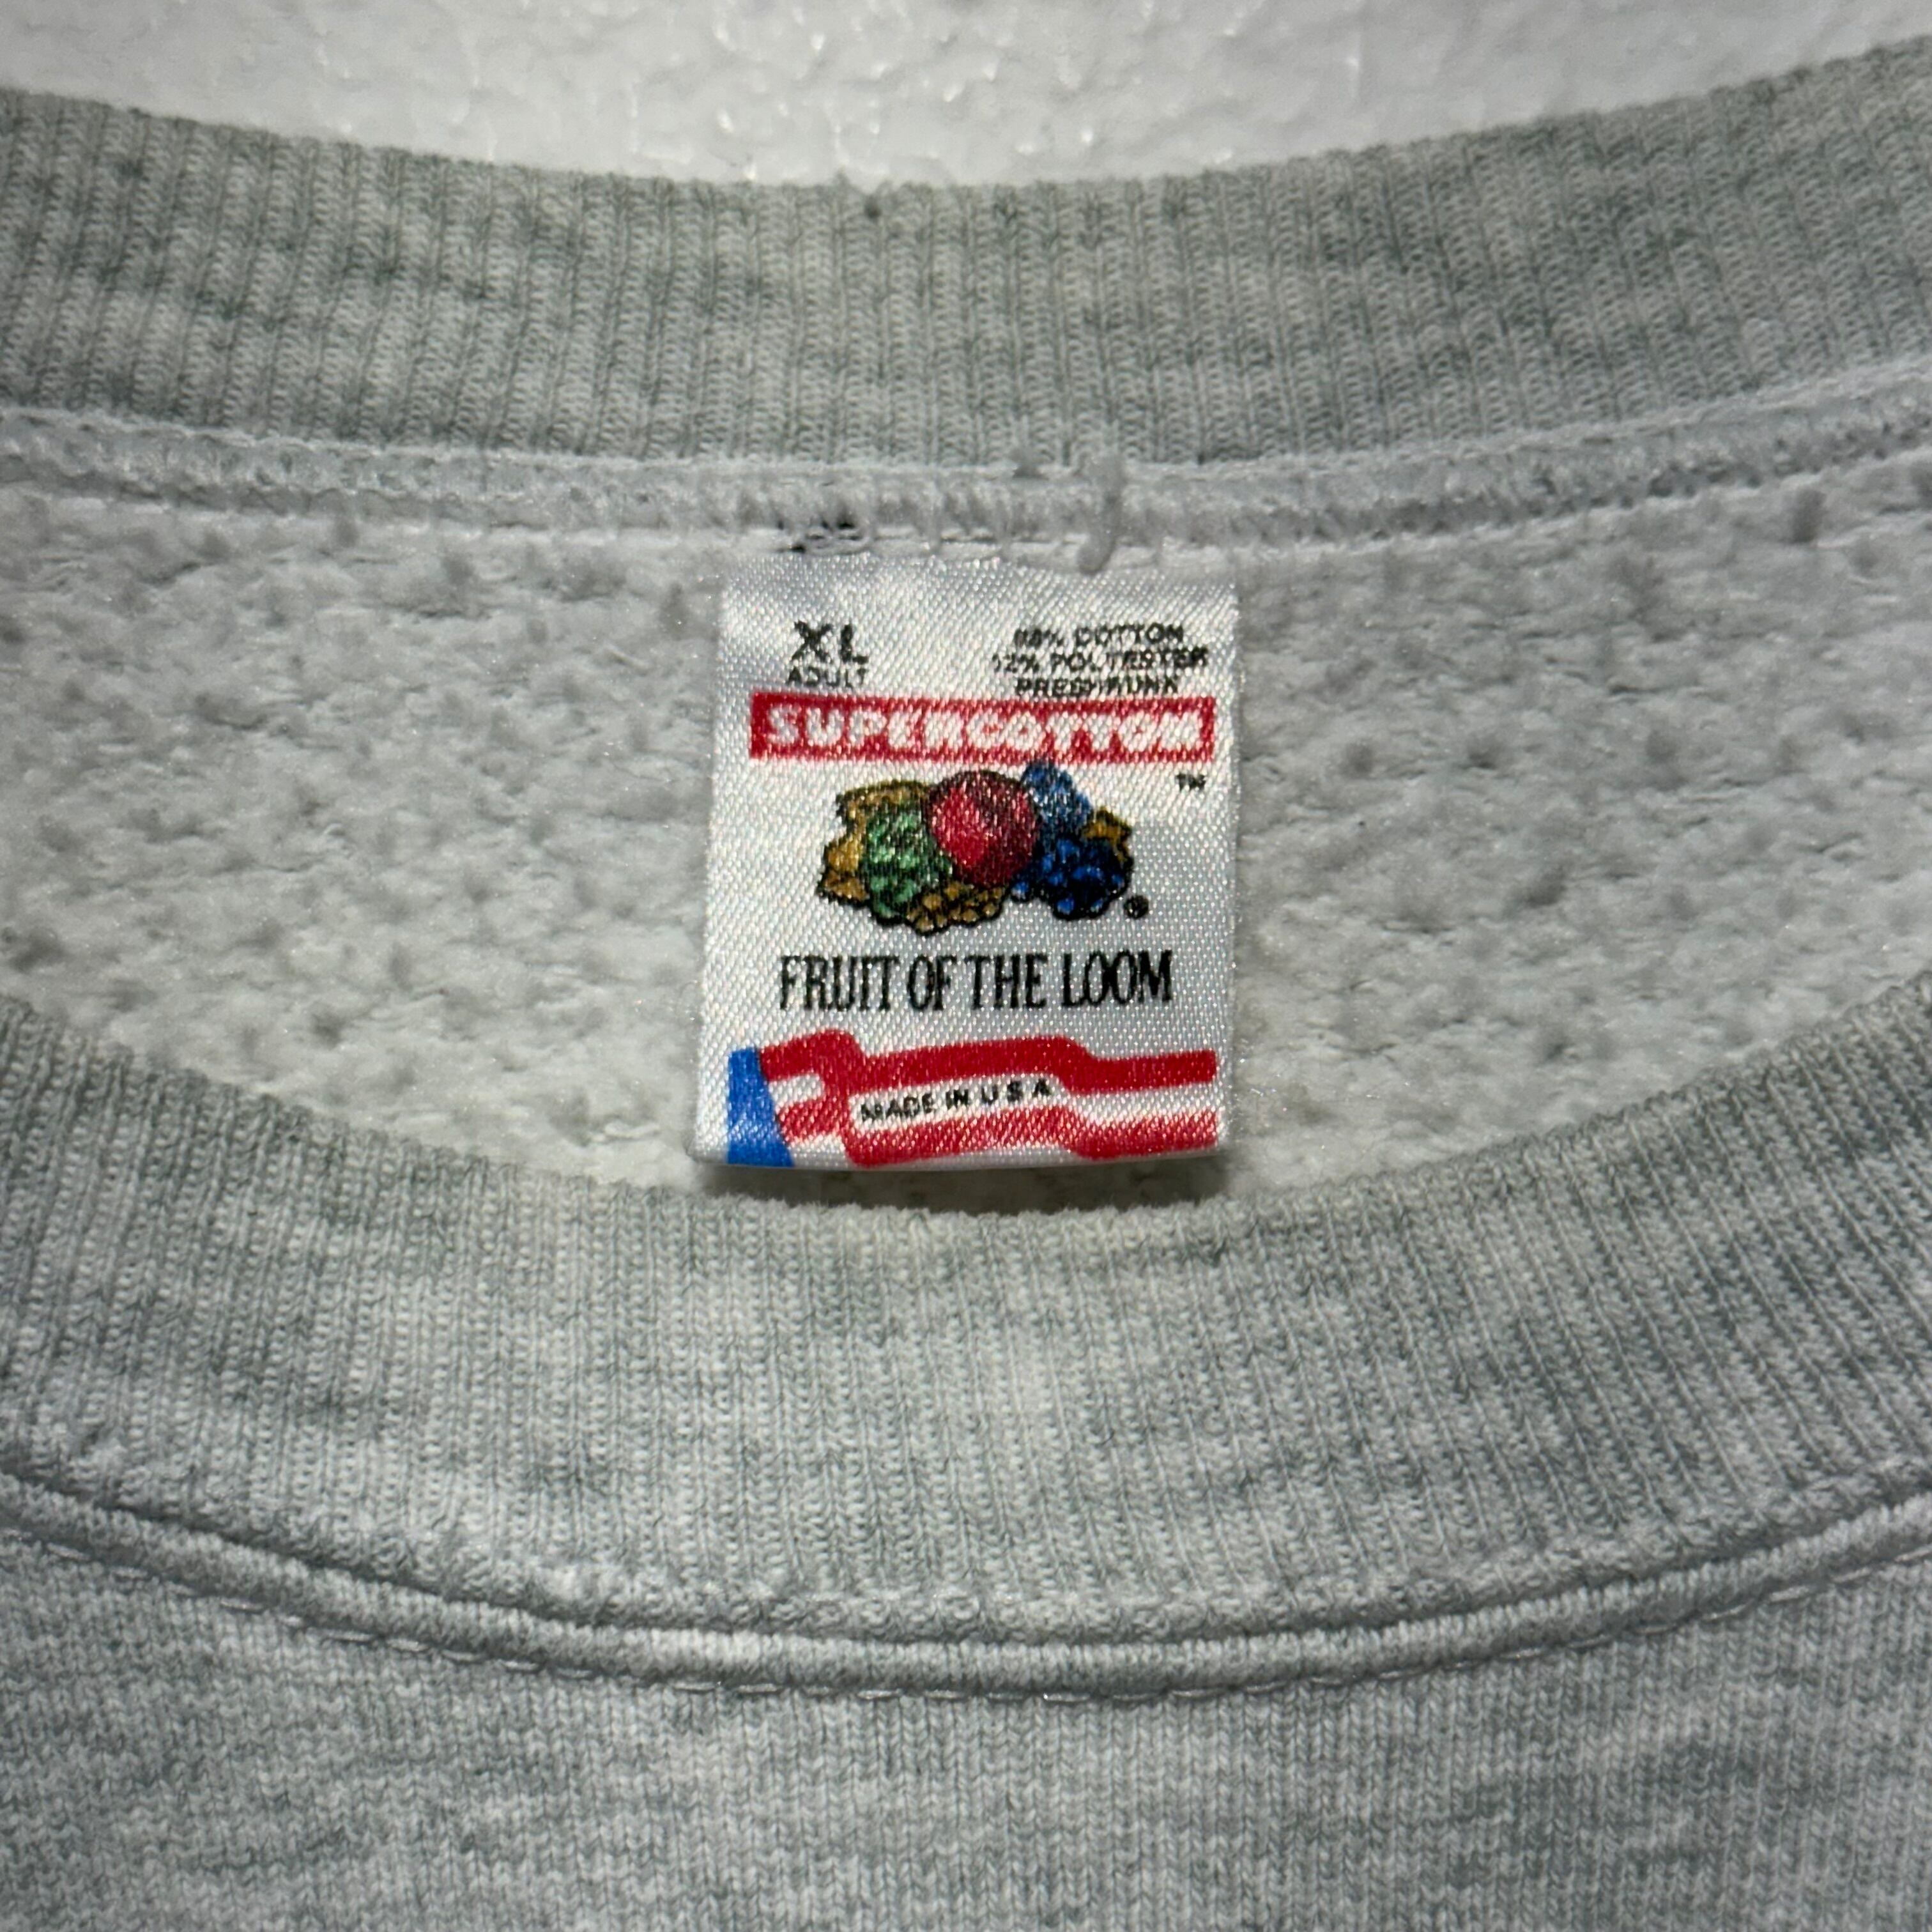 XL
ADULT
88% COTTON
12% POLYESTER
PRESHRUNK
SUPERCOTTON
TM
FRUIT OF THE LOOM
®
MADE IN U S A